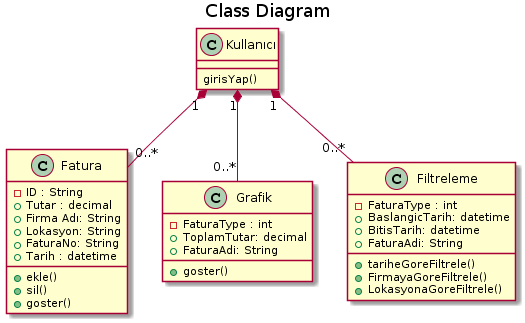 Class Diagram
C Kullanıcı
girisYap()
1 1 1
0..* 0..* 0..*
C Fatura
ID : String
Tutar : decimal
Firma Adı: String
Lokasyon: String
FaturaNo: String
Tarih : datetime
ekle()
sil()
goster()
C Grafik
FaturaType : int
ToplamTutar: decimal
FaturaAdi: String
goster()
C Filtreleme
FaturaType : int
BaslangicTarih: datetime
BitisTarih: datetime
FaturaAdi: String
tariheGoreFiltrele()
FirmayaGoreFiltrele()
LokasyonaGoreFiltrele()